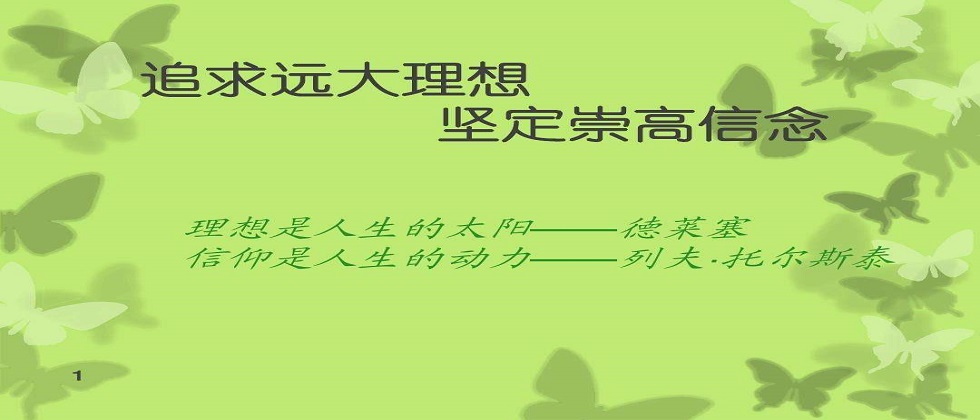 追求远大理想
坚定崇高信念
理想是人生的太阳——德莱塞
信仰是人生的动力——列夫·托尔斯泰
1